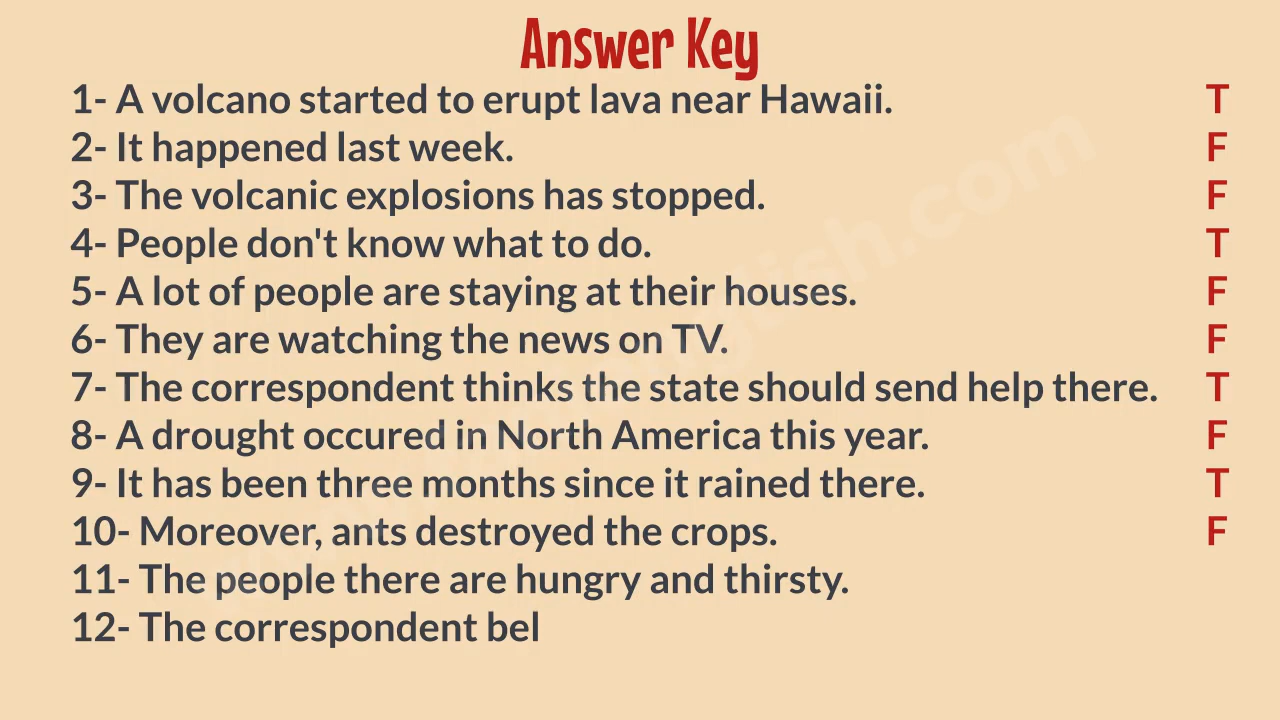 Answer Key
1- A volcano started to erupt lava near Hawaii. T
2- It happened last week. F
3- The volcanic explosions has stopped. F
4- People don't know what to do. T
5- A lot of people are staying at their houses. F
6- They are watching the news on TV. F
7- The correspondent thinks the state should send help there. T
8- A drought occured in North America this year. F
9- It has been three months since it rained there. T
10- Moreover, ants destroyed the crops. F
11- The people there are hungry and thirsty.
12- The correspondent bel